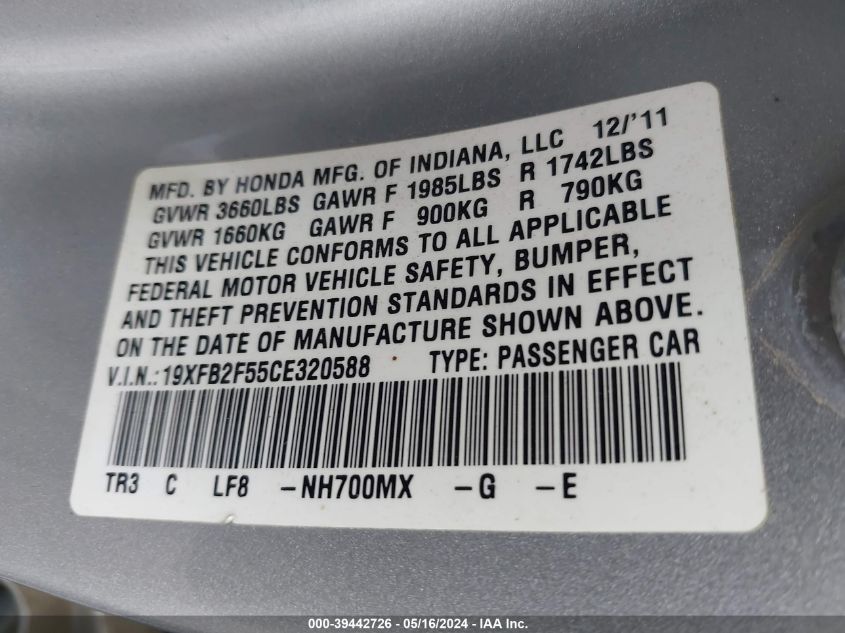 MFD. BY HONDA MFG. OF INDIANA, LLC 12/'11
GVWR 3660LBS GAWR F 1985LBS R 1742LBS
GVWR 1660KG GAWR F 900KG R 790KG
THIS VEHICLE CONFORMS TO ALL APPLICABLE
FEDERAL MOTOR VEHICLE SAFETY, BUMPER,
AND THEFT PREVENTION STANDARDS IN EFFECT
ON THE DATE OF MANUFACTURE SHOWN ABOVE.
V.I.N.:19XFB2F55CE320588 TYPE: PASSENGER CAR
TR3 C LF8 -NH700MX -G -E
000-39442726 - 05/16/2024 - IAA Inc.